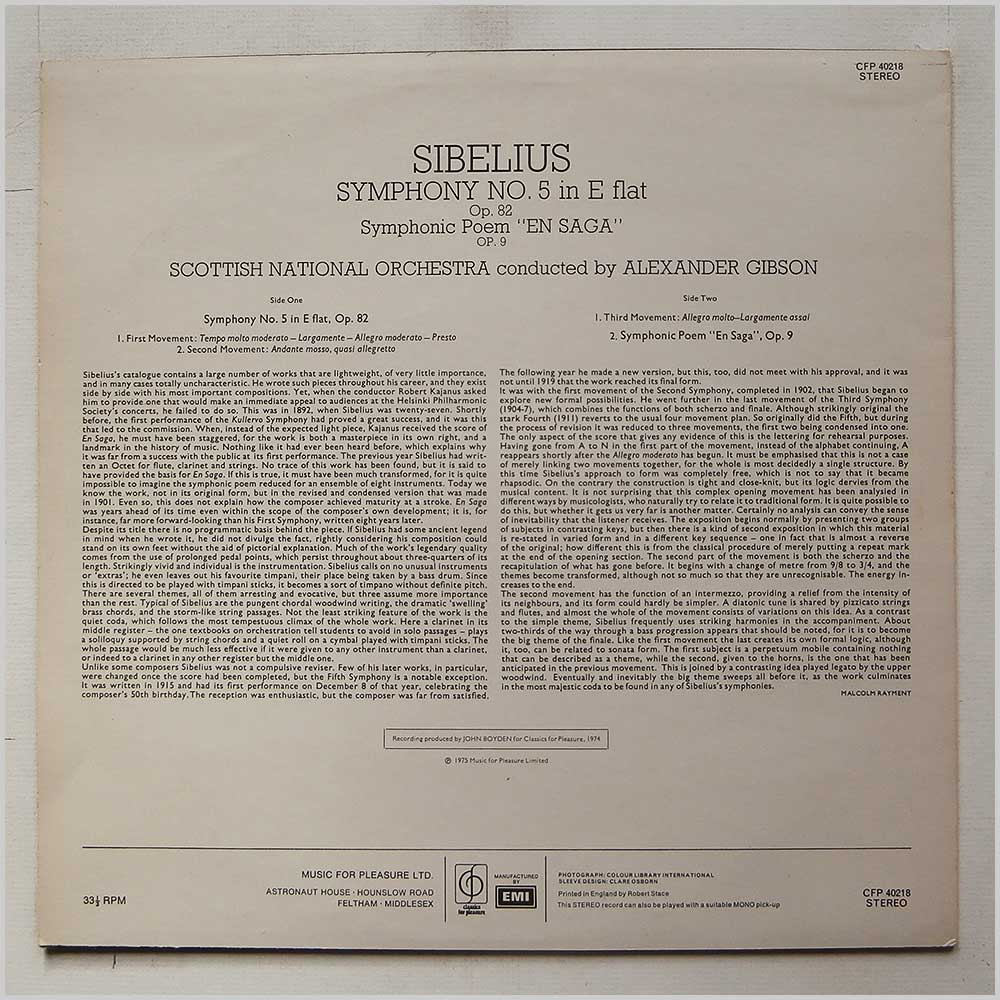 CFP 40218
STEREO
SIBELIUS
SYMPHONY NO. 5 in E flat
Op. 82
Symphonic Poem "EN SAGA"
OP. 9
SCOTTISH NATIONAL ORCHESTRA conducted by ALEXANDER GIBSON
Side One
Symphony No. 5 in E flat, Op. 82
1. First Movement: Tempo molto moderato – Largamente – Allegro moderato – Presto
2. Second Movement: Andante mosso, quasi allegretto
Side Two
1. Third Movement: Allegro molto—Largamente assai
2. Symphonic Poem "En Saga", Op. 9
Sibelius's catalogue contains a large number of works that are lightweight, of very little importance,
and in many cases totally uncharacteristic. He wrote such pieces throughout his career, and they exist
side by side with his most important compositions. Yet, when the conductor Robert Kajanus asked
him to provide one that would make an immediate appeal to audiences at the Helsinki Philharmonic
Society's concerts, he failed to do so. This was in 1892, when Sibelius was twenty-seven. Shortly
before, the first performance of the Kullervo Symphony had proved a great success, and it was this
that led to the commission. When, instead of the expected light piece, Kajanus received the score of
En Saga, he must have been staggered, for the work is both a masterpiece in its own right, and a
landmark in the history of music. Nothing like it had ever been heard before, which explains why
it was far from a success with the public at its first performance. The previous year Sibelius had writ-
ten an Octet for flute, clarinet and strings. No trace of this work has been found, but it is said to
have provided the basis for En Saga. If this is true, it must have been much transformed, for it is quite
impossible to imagine the symphonic poem reduced for an ensemble of eight instruments. Today we
know the work, not in its original form, but in the revised and condensed version that was made
in 1901. Even so, this does not explain how the composer achieved maturity at a stroke. En Saga
was years ahead of its time even within the scope of the composer's own development; it is, for
instance, far more forward-looking than his First Symphony, written eight years later.
Despite its title there is no programmatic basis behind the piece. If Sibelius had some ancient legend
in mind when he wrote it, he did not divulge the fact, rightly considering his composition could
stand on its own feet without the aid of pictorial explanation. Much of the work's legendary quality
comes from the use of prolonged pedal points, which persist throughout about three-quarters of its
length. Strikingly vivid and individual is the instrumentation. Sibelius calls on no unusual instruments
or 'extras'; he even leaves out his favourite timpani, their place being taken by a bass drum. Since
this is directed to be played with timpani sticks, it becomes a sort of timpano without definite pitch.
There are several themes, all of them arresting and evocative, but three assume more importance
than the rest. Typical of Sibelius are the pungent chordal woodwind writing, the dramatic 'swelling'
brass chords, and the storm-like string passages. Not the least striking feature of the work is the
quiet coda, which follows the most tempestuous climax of the whole work. Here a clarinet in its
middle register – the one textbooks on orchestration tell students to avoid in solo passages – plays
a soliloquy supported by string chords and a quiet roll on a cymbal played with timpani sticks. The
whole passage would be much less effective if it were given to any other instrument than a clarinet,
or indeed to a clarinet in any other register but the middle one.
Unlike some composers Sibelius was not a compulsive reviser. Few of his later works, in particular,
were changed once the score had been completed, but the Fifth Symphony is a notable exception.
It was written in 1915 and had its first performance on December 8 of that year, celebrating the
composer's 50th birthday. The reception was enthusiastic, but the composer was far from satisfied.
The following year he made a new version, but this, too, did not meet with his approval, and it was
not until 1919 that the work reached its final form.
It was with the first movement of the Second Symphony, completed in 1902, that Sibelius began to
explore new formal possibilities. He went further in the last movement of the Third Symphony
(1904-7), which combines the functions of both scherzo and finale. Although strikingly original the
stark Fourth (1911) reverts to the usual four movement plan. So originally did the Fifth, but during
the process of revision it was reduced to three movements, the first two being condensed into one.
The only aspect of the score that gives any evidence of this is the lettering for rehearsal purposes.
Having gone from A to N in the first part of the movement, instead of the alphabet continuing, A
reappears shortly after the Allegro moderato has begun. It must be emphasised that this is not a case
of merely linking two movements together, for the whole is most decidedly a single structure. By
this time Sibelius's approach to form was completely free, which is not to say that it became
rhapsodic. On the contrary the construction is tight and close-knit, but its logic dervies from the
musical content. It is not surprising that this complex opening movement has been analysed in
different ways by musicologists, who naturally try to relate it to traditional form. It is quite possible to
do this, but whether it gets us very far is another matter. Certainly no analysis can convey the sense
of inevitability that the listener receives. The exposition begins normally by presenting two groups
of subjects in contrasting keys, but then there is a kind of second exposition in which this material
is re-stated in varied form and in a different key sequence – one in fact that is almost a reverse
of the original; how different this is from the classical procedure of merely putting a repeat mark
at the end of the opening section. The second part of the movement is both the scherzo and the
recapitulation of what has gone before. It begins with a change of metre from 9/8 to 3/4, and the
themes become transformed, although not so much so that they are unrecognisable. The energy in-
creases to the end.
The second movement has the function of an intermezzo, providing a relief from the intensity of
its neighbours, and its form could hardly be simpler. A diatonic tune is shared by pizzicato strings
and flutes, and almost the whole of the movement consists of variations on this idea. As a contrast
to the simple theme, Sibelius frequently uses striking harmonies in the accompaniment. About
two-thirds of the way through a bass progression appears that should be noted, for it is to become
the big theme of the finale. Like the first movement the last creates its own formal logic, although
it, too, can be related to sonata form. The first subject is a perpetuum mobile containing nothing
that can be described as a theme, while the second, given to the horns, is the one that has been
anticipated in the previous movement. This is joined by a contrasting idea played legato by the upper
woodwind. Eventually and inevitably the big theme sweeps all before it, as the work culminates
in the most majestic coda to be found in any of Sibelius's symphonies.
MALCOLM RAYMENT
Recording produced by JOHN BOYDEN for Classics for Pleasure, 1974
℗ 1975 Music for Pleasure Limited
33⅓ RPM
MUSIC FOR PLEASURE LTD.
ASTRONAUT HOUSE · HOUNSLOW ROAD
FELTHAM · MIDDLESEX
classics
for pleasure
MANUFACTURED
BY
EMI
PHOTOGRAPH: COLOUR LIBRARY INTERNATIONAL
SLEEVE DESIGN: CLARE OSBORN
Printed in England by Robert Stace
This STEREO record can also be played with a suitable MONO pick-up
CFP 40218
STEREO